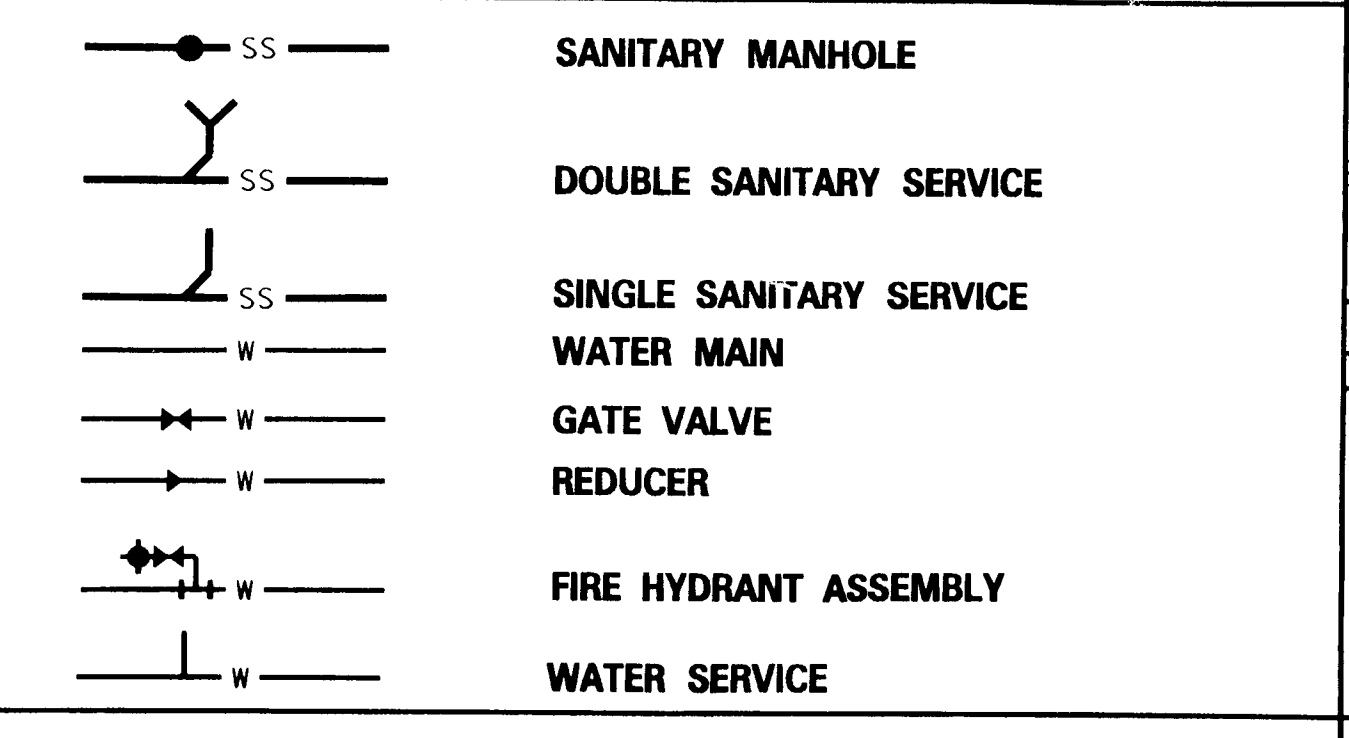 SS SANITARY MANHOLE
SS DOUBLE SANITARY SERVICE
SS SINGLE SANITARY SERVICE
W WATER MAIN
W GATE VALVE
W REDUCER
W FIRE HYDRANT ASSEMBLY
W WATER SERVICE